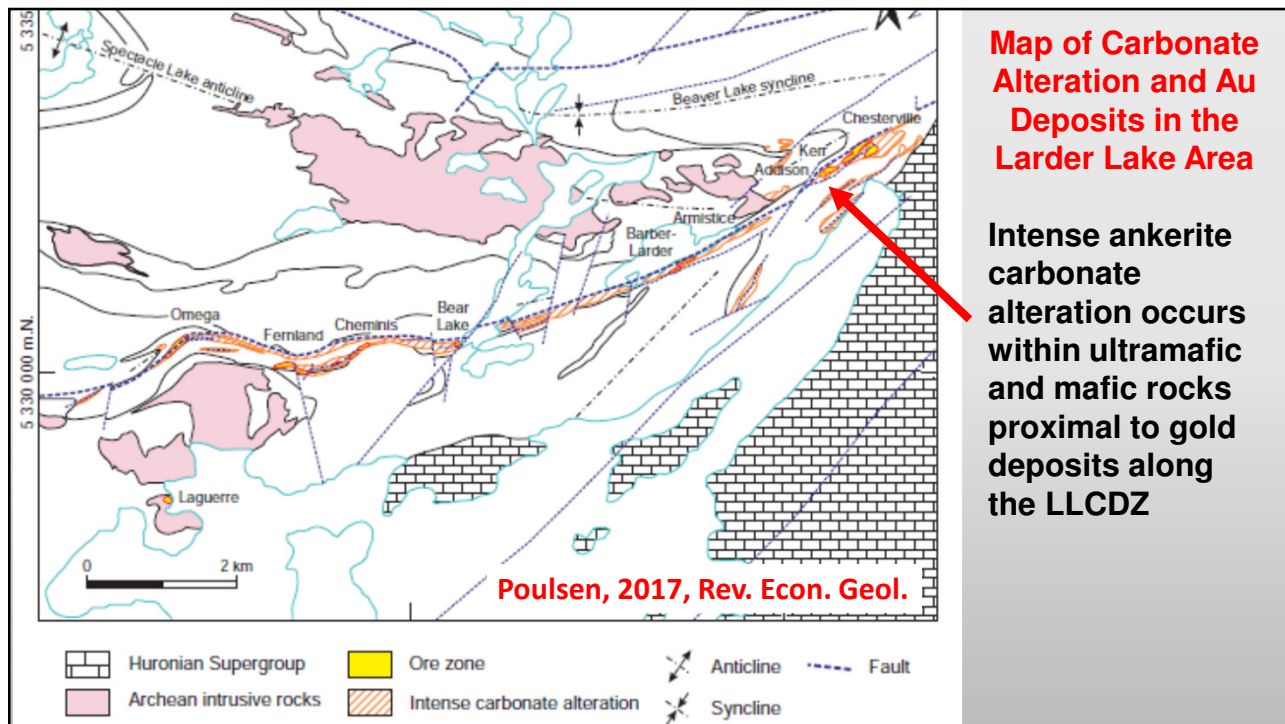 5 335
Spectacle Lake anticline
Beaver Lake syncline
Chesterville
Kerr
Addison
Armistice
Barber-
Larder
Bear
Lake
Cheminis
Fernland
Omega
5 330 000 m.N.
Laguerre
0 2 km
Poulsen, 2017, Rev. Econ. Geol.
Huronian Supergroup
Archean intrusive rocks
Ore zone
Intense carbonate alteration
Anticline
Syncline
Fault
Map of Carbonate
Alteration and Au
Deposits in the
Larder Lake Area
Intense ankerite
carbonate
alteration occurs
within ultramafic
and mafic rocks
proximal to gold
deposits along
the LLCDZ